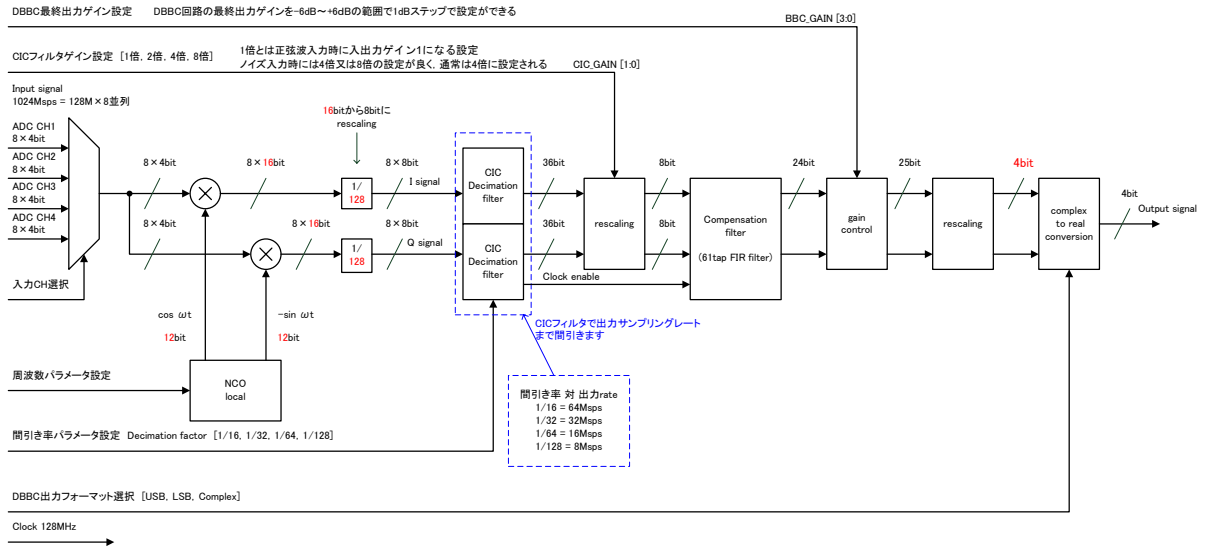 DBBC最終出力ゲイン設定 DBBC回路の最終出力ゲインを-6dB～+6dBの範囲で1dBステップで設定ができる
BBC_GAIN [3:0]
CICフィルタゲイン設定 [1倍, 2倍, 4倍, 8倍]
1倍とは正弦波入力時に入出力ゲイン1になる設定
ノイズ入力時には4倍又は8倍の設定が良く, 通常は4倍に設定される
CIC_GAIN [1:0]
Input signal
1024Msps = 128M×8並列
ADC CH1
8×4bit
ADC CH2
8×4bit
ADC CH3
8×4bit
ADC CH4
8×4bit
入力CH選択
8×4bit
8×4bit
8×16bit
8×16bit
16bitから8bitに
rescaling
1/
128
1/
128
8×8bit
I signal
8×8bit
Q signal
CIC
Decimation
filter
CIC
Decimation
filter
36bit
36bit
Clock enable
rescaling
8bit
8bit
Compensation
filter
(61tap FIR filter)
24bit
gain
control
25bit
rescaling
4bit
complex
to real
conversion
4bit
Output signal
cos ωt
12bit
-sin ωt
12bit
CICフィルタで出力サンプリングレート
まで間引きます
周波数パラメータ設定
NCO
local
間引き率 対 出力rate
1/16 = 64Msps
1/32 = 32Msps
1/64 = 16Msps
1/128 = 8Msps
間引き率パラメータ設定 Decimation factor [1/16, 1/32, 1/64, 1/128]
DBBC出力フォーマット選択 [USB, LSB, Complex]
Clock 128MHz